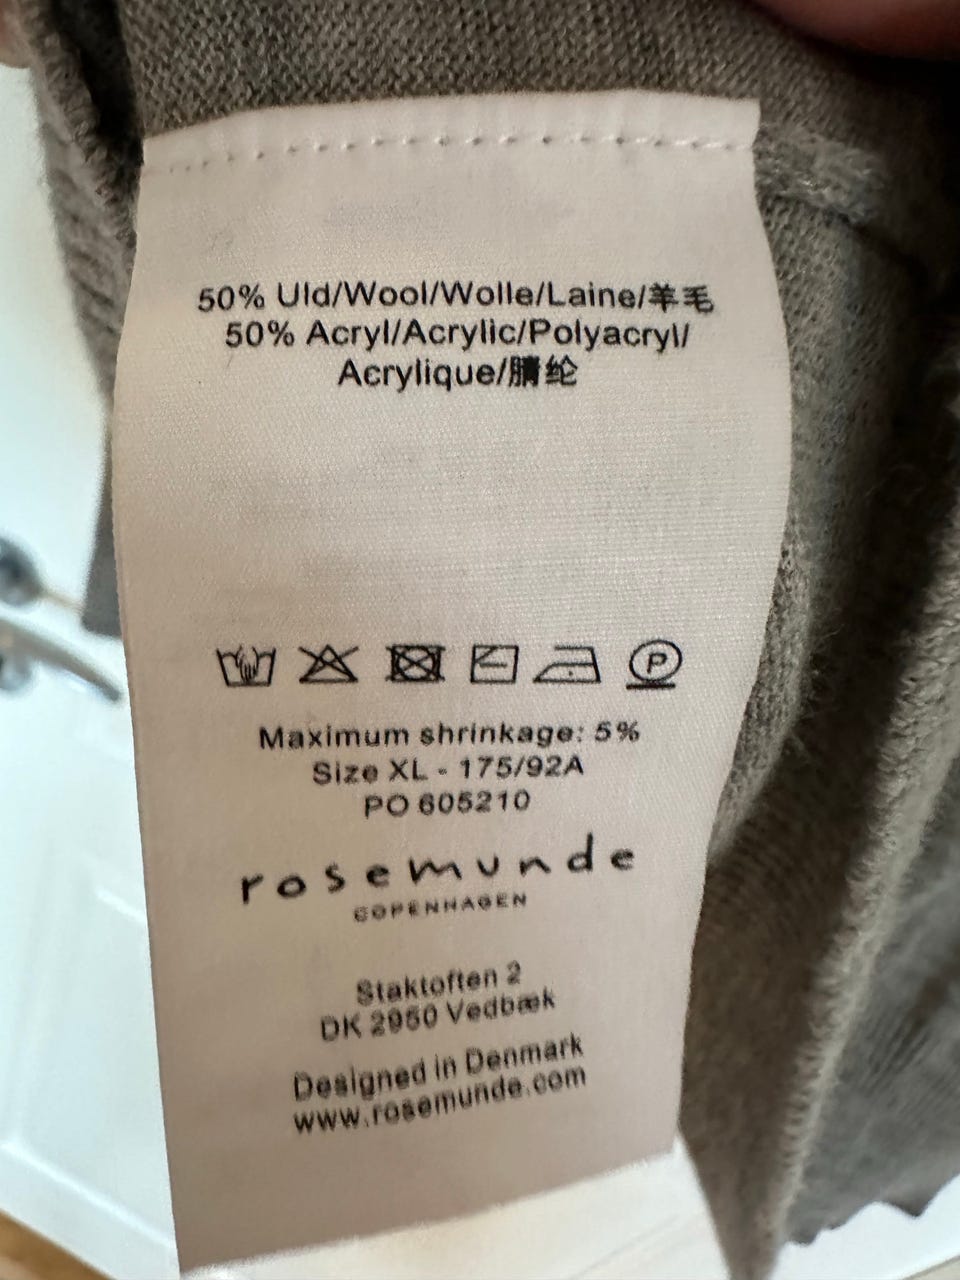 50% Uld/Wool/Wolle/Laine/羊毛
50% Acryl/Acrylic/Polyacryl/
Acrylique/腈纶
P
Maximum shrinkage: 5%
Size XL - 175/92A
PO 605210
rosemunde
COPENHAGEN
Staktoften 2
DK 2950 Vedbæk
Designed in Denmark
www.rosemunde.com